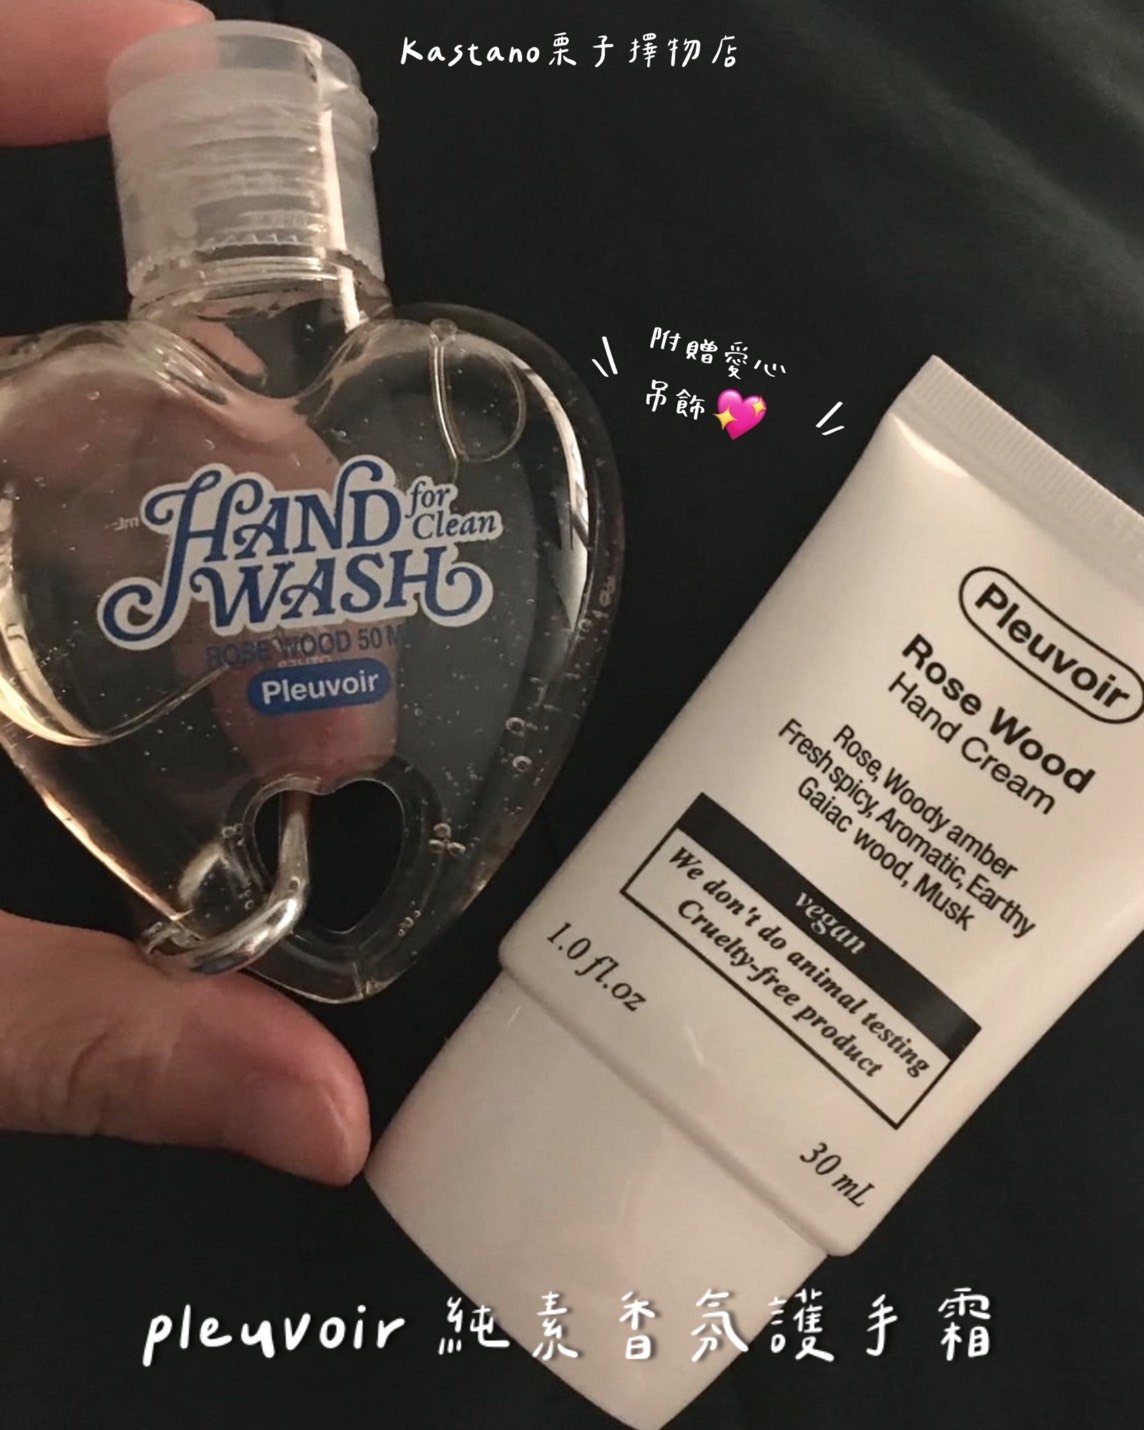 Kastano栗子擇物店
附贈愛心
吊飾
HAND for
Clean
WASH
ROSE WOOD 50 M
Pleuvoir
Pleuvoir
Rose Wood
Hand Cream
Rose, Woody amber
Fresh spicy, Aromatic, Earthy
Gaiac wood, Musk
vegan
We don't do animal testing
Cruelty-free product
1.0 fl.oz
30 mL
pleuvoir 純素香氛護手霜